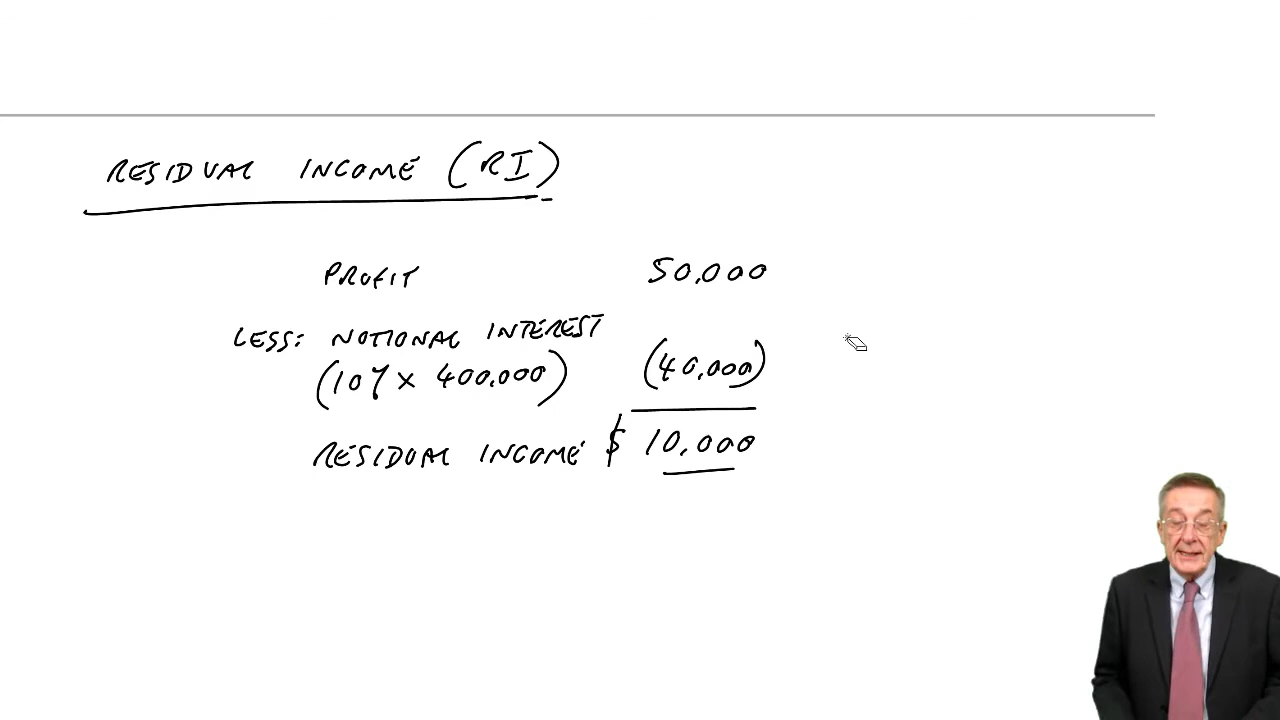 RESIDUAL INCOME (RI)
PROFIT 50,000
LESS: NOTIONAL INTEREST
(10% × 400,000) (40,000)
RESIDUAL INCOME $ 10,000